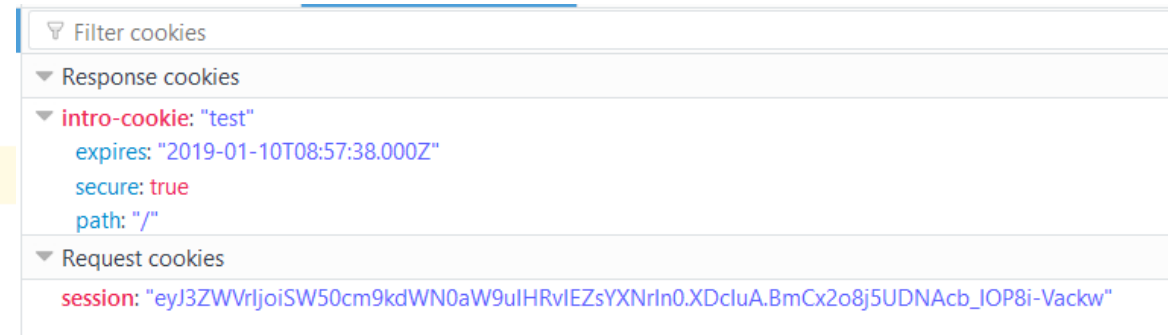 Filter cookies
Response cookies
intro-cookie: "test"
expires: "2019-01-10T08:57:38.000Z"
secure: true
path: "/"
Request cookies
session: "eyJ3ZWVrIjoiSW50cm9kdWN0aW9uIHRvIEZsYXNrIn0.XDcIuA.BmCx2o8j5UDNAcb_IOP8i-Vackw"